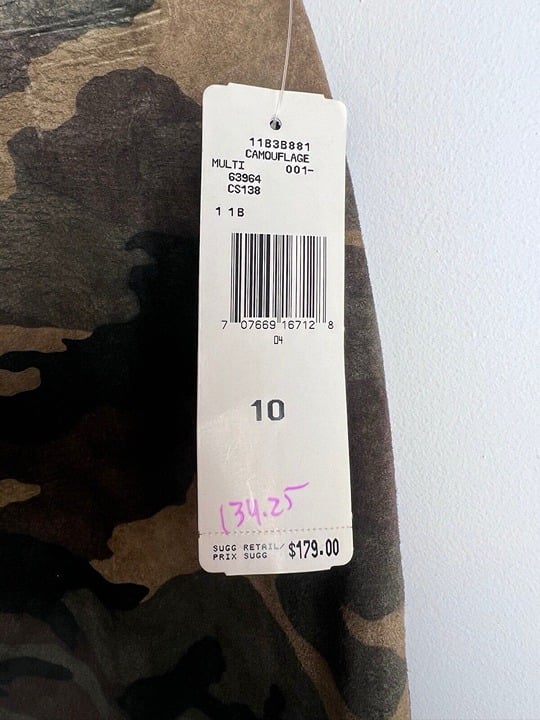 11B3B881
CAMOUFLAGE
MULTI 001-
63964
CS138
1 1B
7 07669 16712 8
04
10
134.25
SUGG RETAIL/
PRIX SUGG $179.00